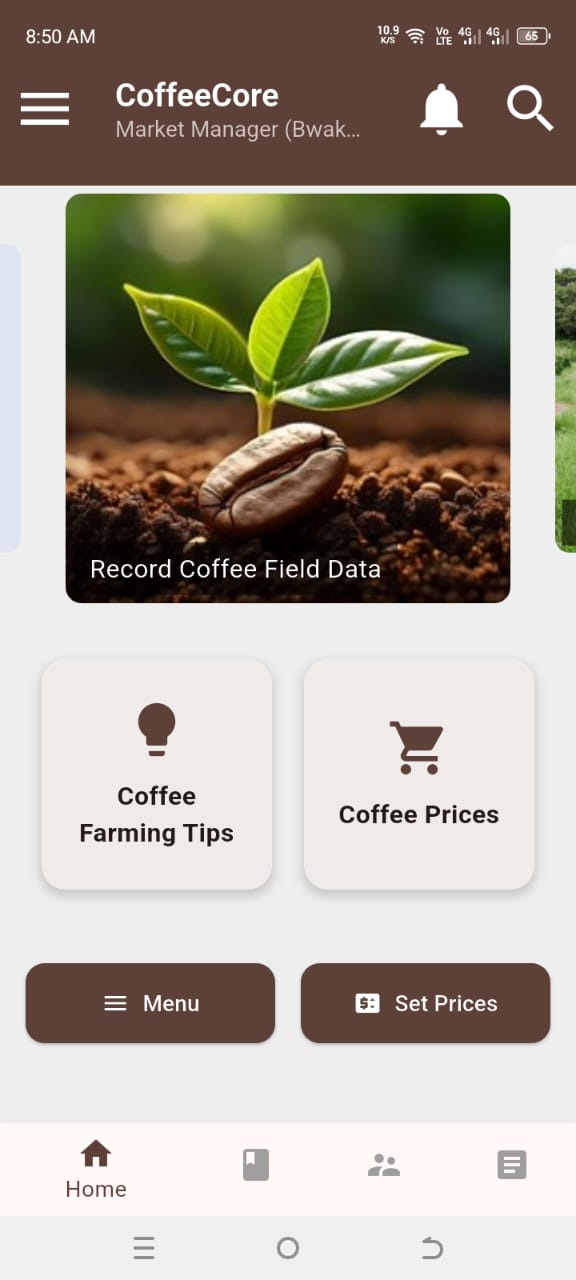 8:50 AM
10.9
K/S
Vo
LTE
4G
4G
65
CoffeeCore
Market Manager (Bwak...
Record Coffee Field Data
Coffee
Farming Tips
Coffee Prices
Menu
Set Prices
Home